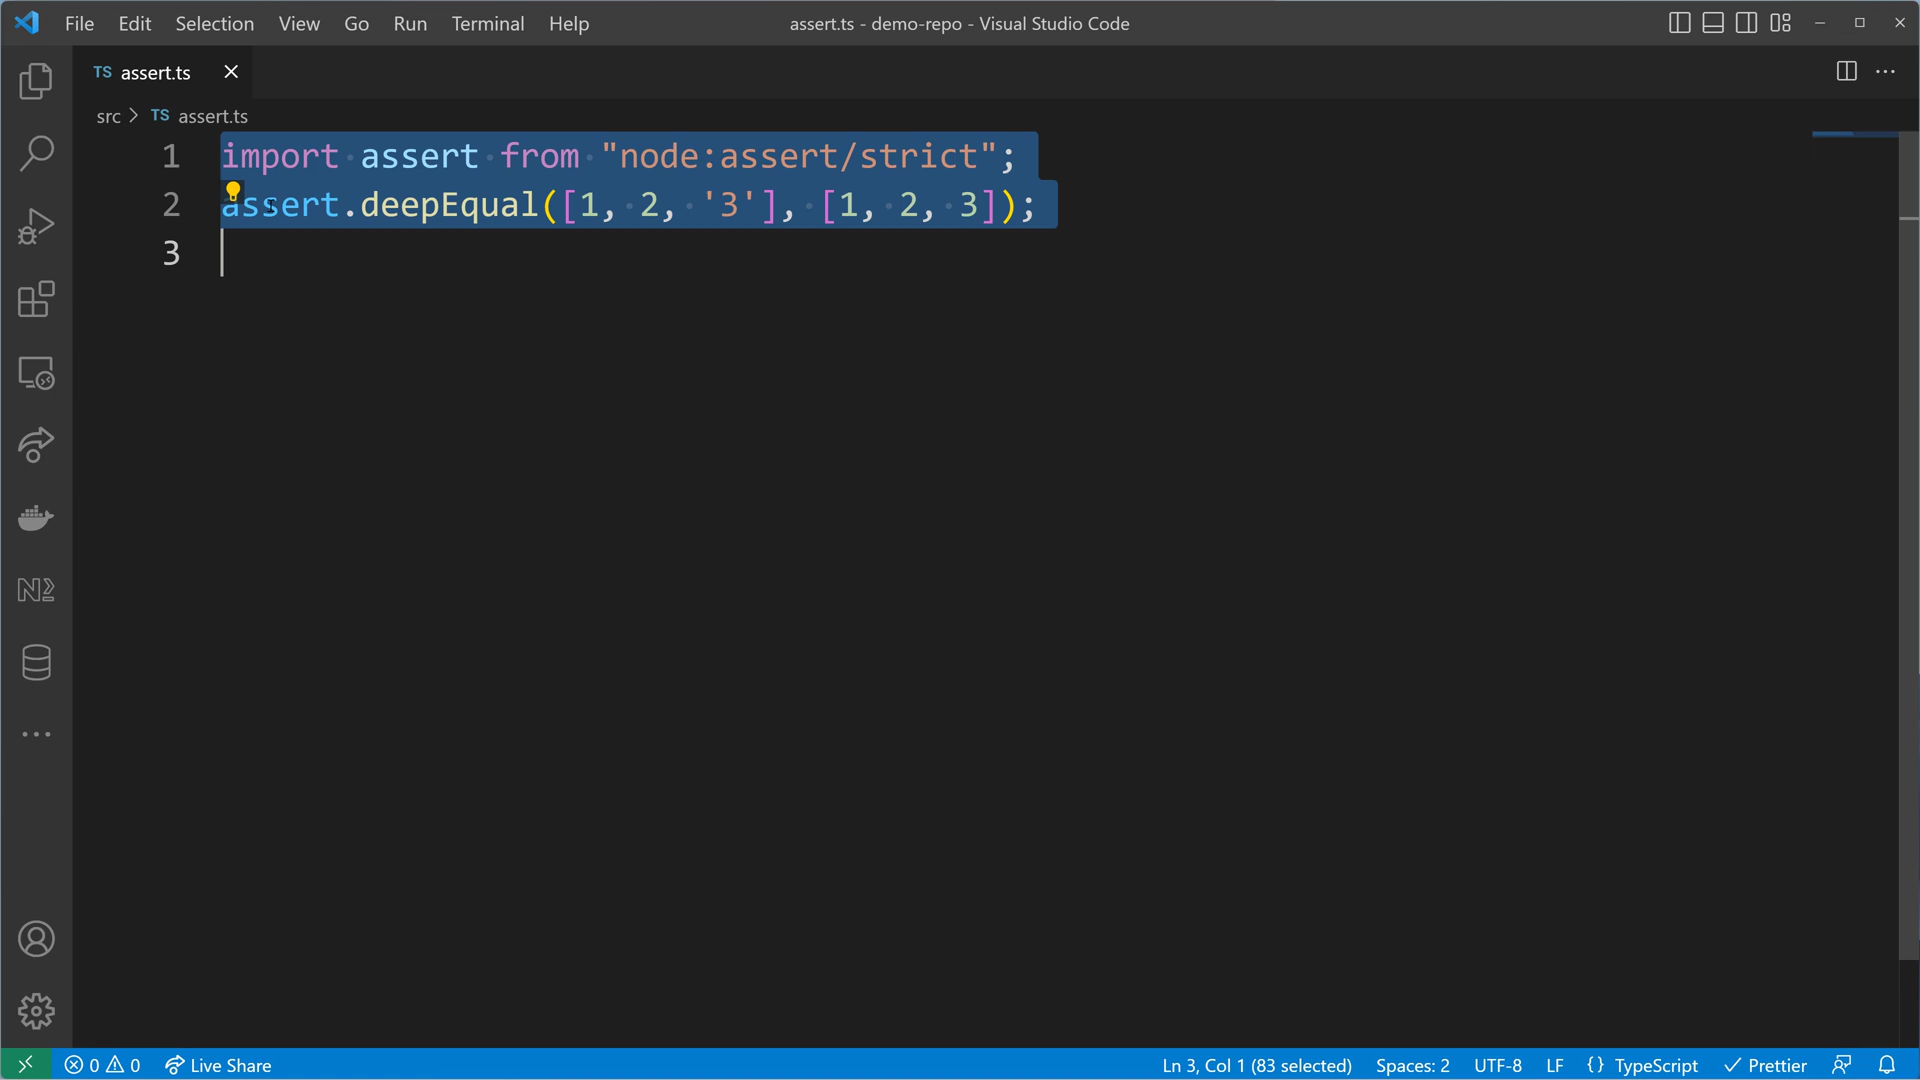 File Edit Selection View Go Run Terminal Help assert.ts - demo-repo - Visual Studio Code
TS assert.ts
src > TS assert.ts
1 import assert from "node:assert/strict";
2 assert.deepEqual([1, 2, '3'], [1, 2, 3]);
3
0 0 Live Share Ln 3, Col 1 (83 selected) Spaces: 2 UTF-8 LF {} TypeScript Prettier